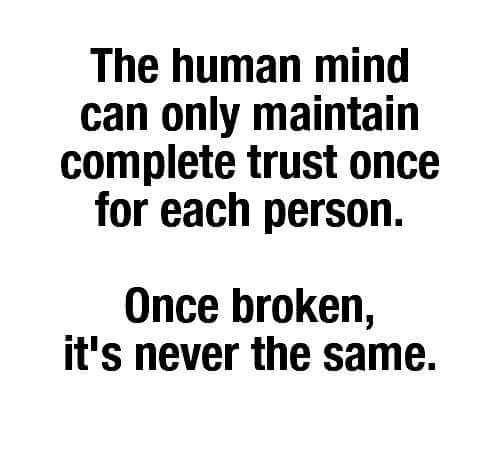 The human mind
can only maintain
complete trust once
for each person.
Once broken,
it's never the same.